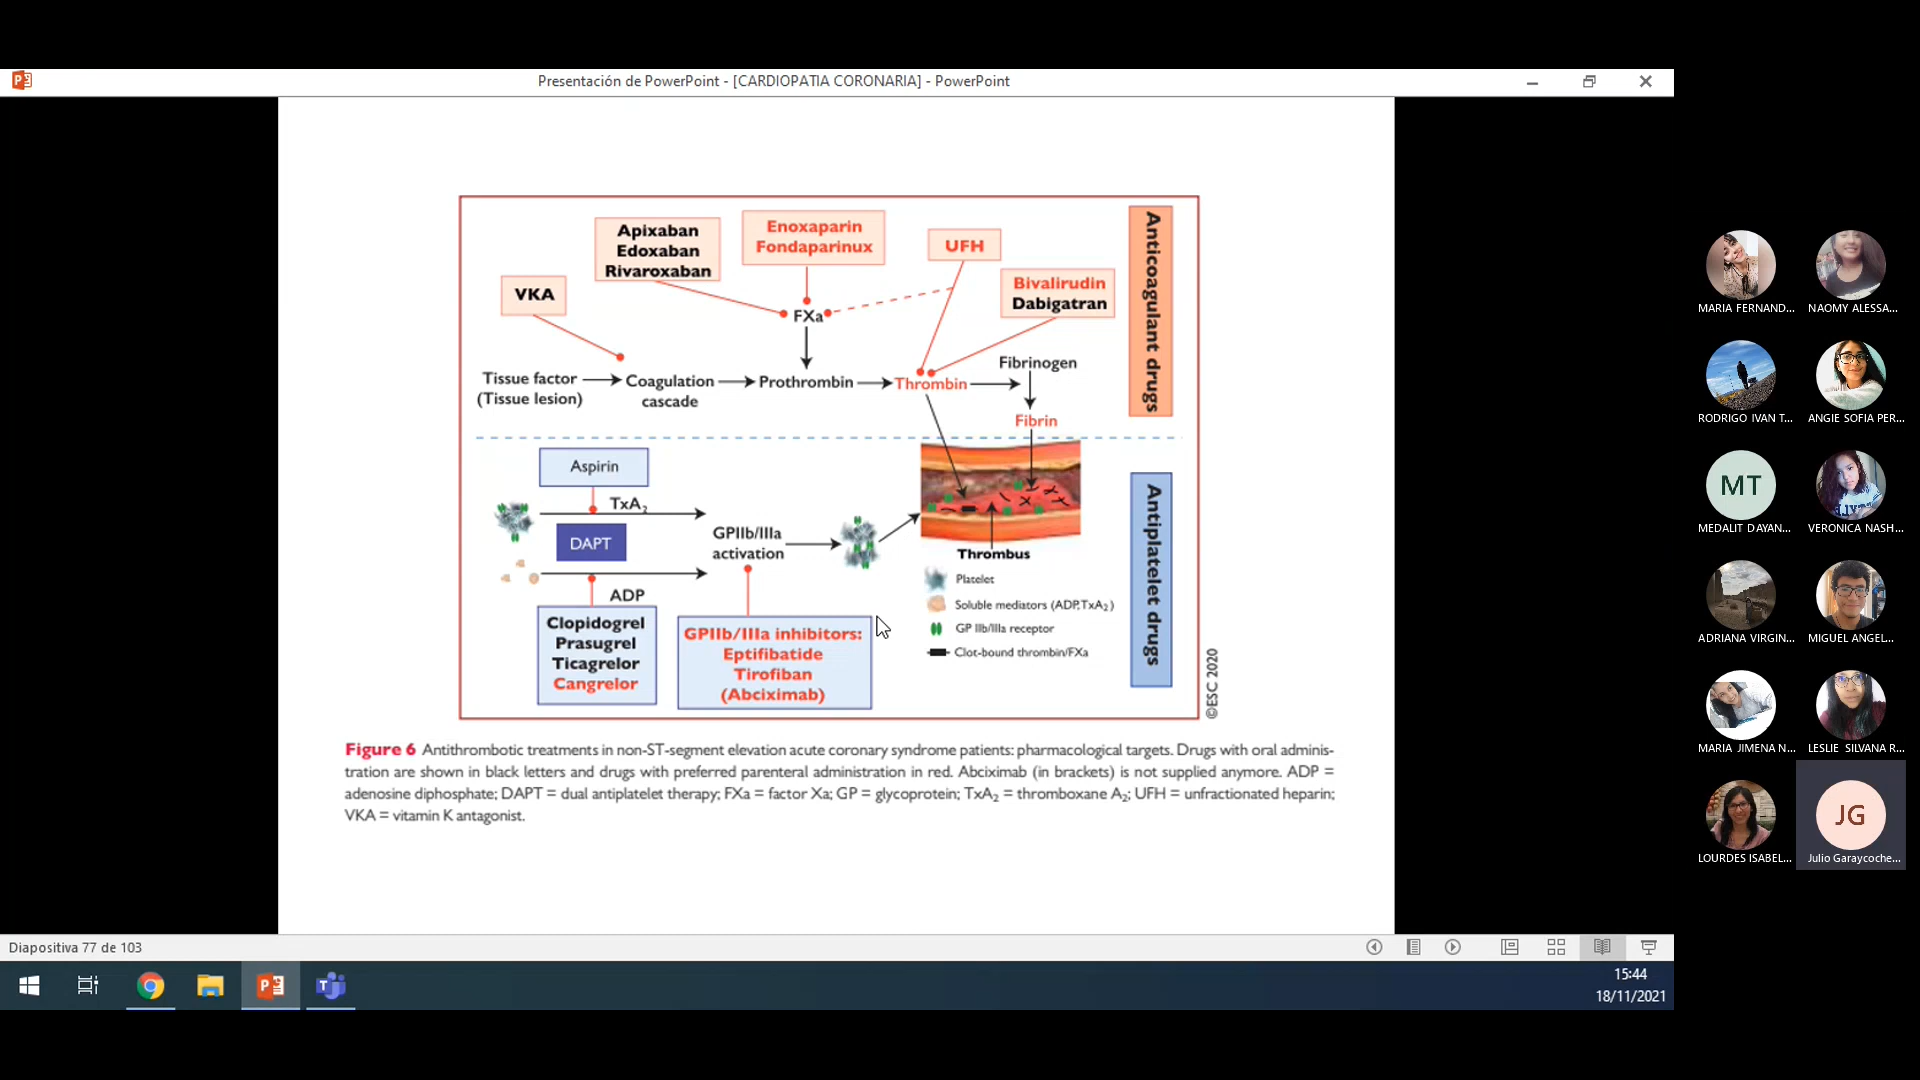 Presentación de PowerPoint - [CARDIOPATIA CORONARIA] - PowerPoint
Apixaban
Edoxaban
Rivaroxaban
Enoxaparin
Fondaparinux
UFH
Bivalirudin
Dabigatran
VKA
FXa
Tissue factor
(Tissue lesion)
Coagulation
cascade
Prothrombin
Thrombin
Fibrinogen
Fibrin
Anticoagulant drugs
Aspirin
TxA2
DAPT
ADP
GPIIb/IIIa
activation
Clopidogrel
Prasugrel
Ticagrelor
Cangrelor
GPIIb/IIIa inhibitors:
Eptifibatide
Tirofiban
(Abciximab)
Thrombus
Platelet
Soluble mediators (ADP,TxA2)
GP IIb/IIIa receptor
Clot-bound thrombin/FXa
Antiplatelet drugs
©ESC 2020
Figure 6 Antithrombotic treatments in non-ST-segment elevation acute coronary syndrome patients: pharmacological targets. Drugs with oral adminis-
tration are shown in black letters and drugs with preferred parenteral administration in red. Abciximab (in brackets) is not supplied anymore. ADP =
adenosine diphosphate; DAPT = dual antiplatelet therapy; FXa = factor Xa; GP = glycoprotein; TxA2 = thromboxane A2; UFH = unfractionated heparin;
VKA = vitamin K antagonist.
Diapositiva 77 de 103
15:44
18/11/2021
MARIA FERNAND...
NAOMY ALESSA...
RODRIGO IVAN T...
ANGIE SOFIA PER...
MT
MEDALIT DAYAN...
VERONICA NASH...
ADRIANA VIRGIN...
MIGUEL ANGEL...
MARIA JIMENA N...
LESLIE SILVANA R...
LOURDES ISABEL...
JG
Julio Garaycoche...